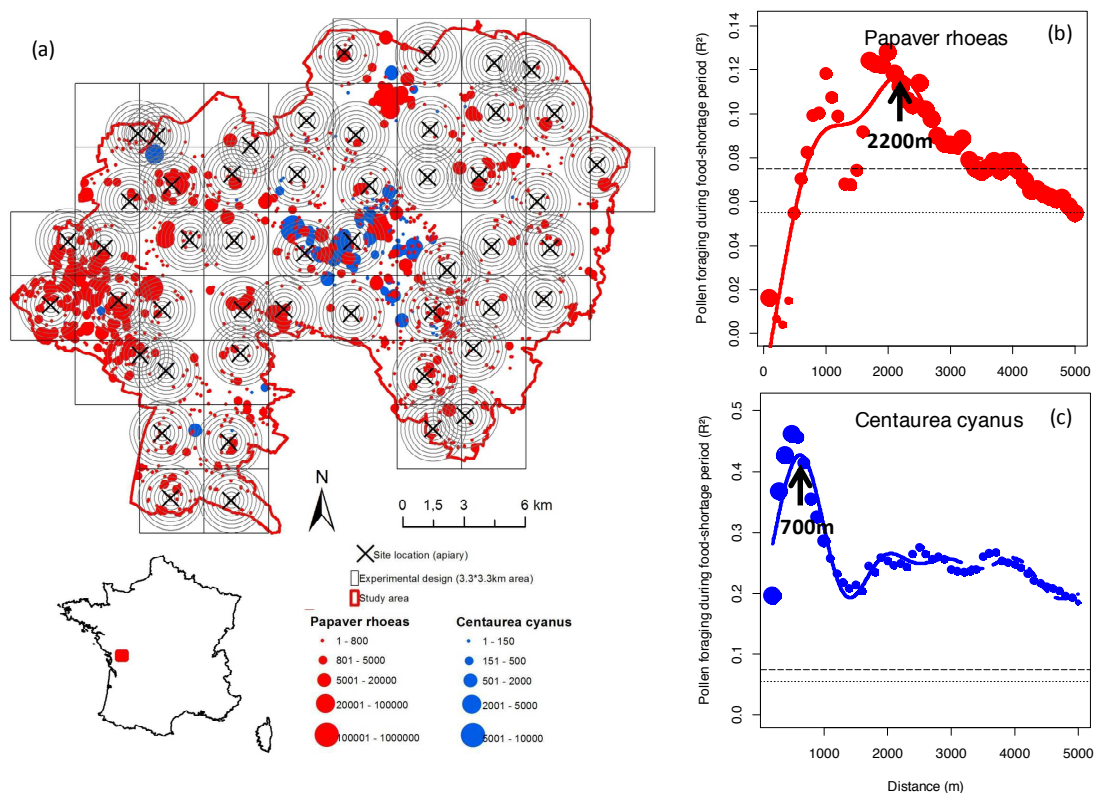 (a)
N
0 1,5 3 6 km
Site location (apiary)
Experimental design (3.3*3.3km area)
Study area
Papaver rhoeas
1 - 800
801 - 5000
5001 - 20000
20001 - 100000
100001 - 1000000
Centaurea cyanus
1 - 150
151 - 500
501 - 2000
2001 - 5000
5001 - 10000
(b)
Papaver rhoeas
Pollen foraging during food-shortage period (R²)
0.14
0.12
0.10
0.08
0.06
0.04
0.02
0.00
2200m
0 1000 2000 3000 4000 5000
(c)
Centaurea cyanus
Pollen foraging during food-shortage period (R²)
0.5
0.4
0.3
0.2
0.1
0.0
700m
1000 2000 3000 4000 5000
Distance (m)